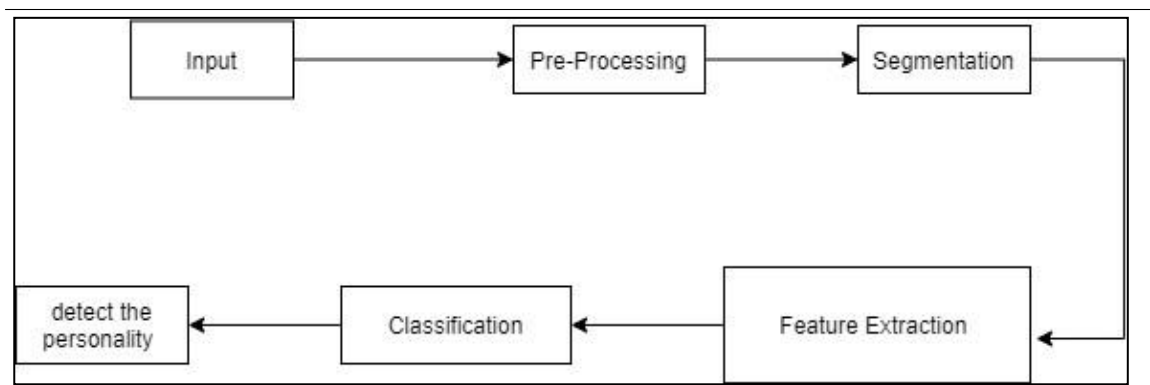 Input
Pre-Processing
Segmentation
Feature Extraction
Classification
detect the
personality